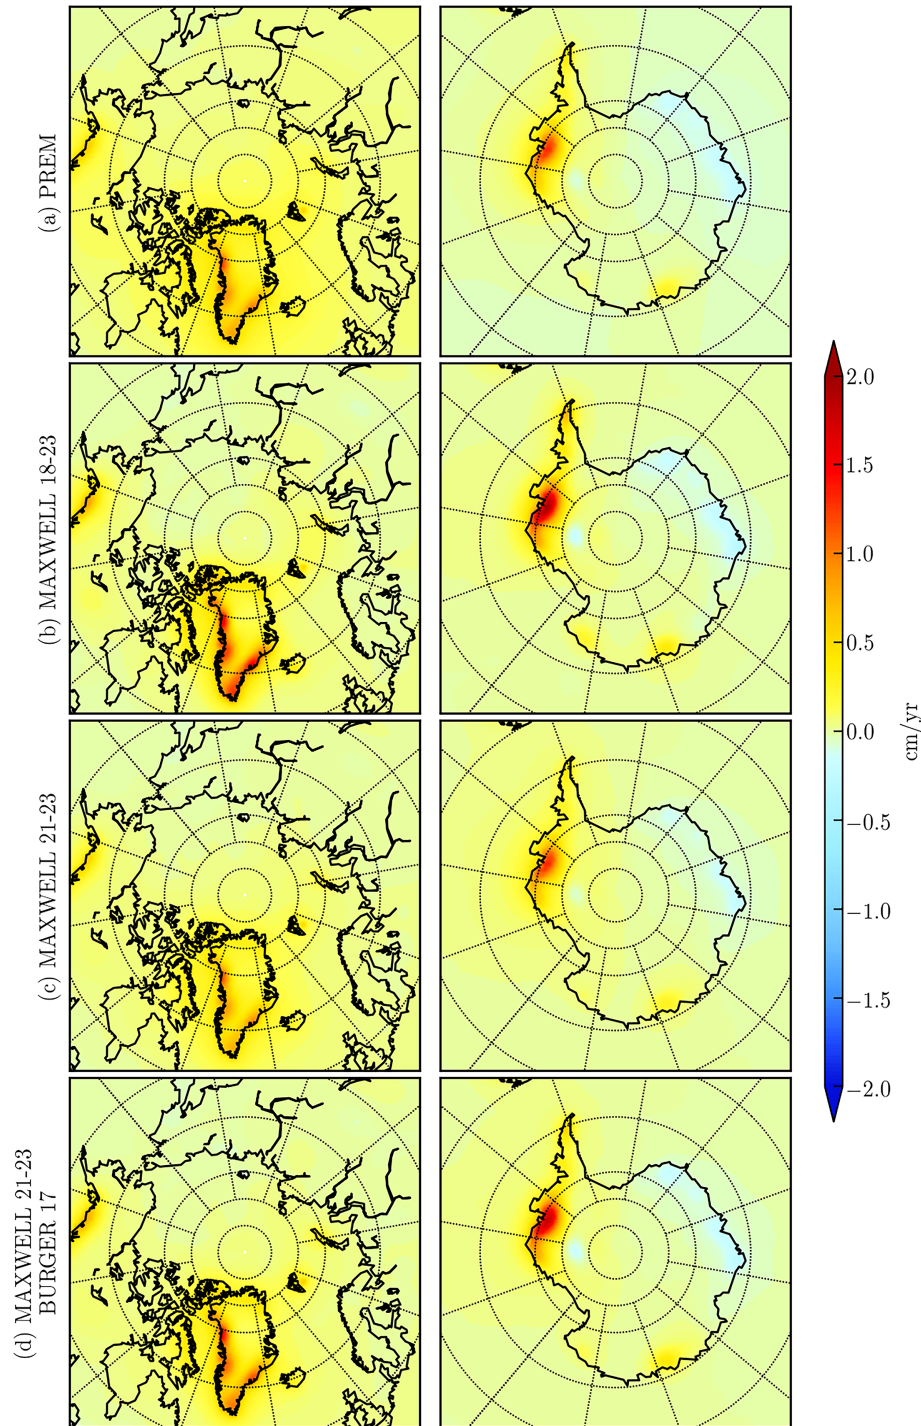 (a) PREM
(b) MAXWELL 18-23
(c) MAXWELL 21-23
(d) MAXWELL 21-23
BURGER 17
2.0
1.5
1.0
0.5
0.0
−0.5
−1.0
−1.5
−2.0
cm/yr